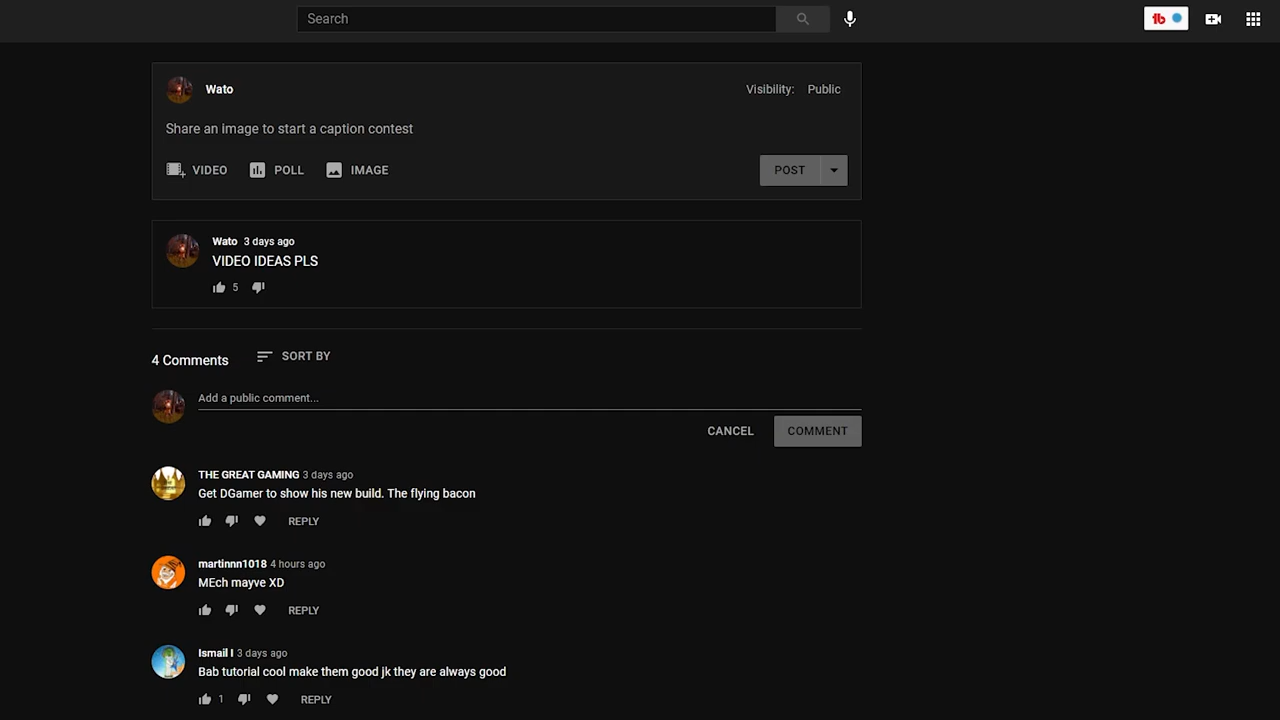 Search
Wato
Visibility: Public
Share an image to start a caption contest
VIDEO POLL IMAGE
POST
Wato 3 days ago
VIDEO IDEAS PLS
5
4 Comments SORT BY
Add a public comment...
CANCEL COMMENT
THE GREAT GAMING 3 days ago
Get DGamer to show his new build. The flying bacon
REPLY
martinnn1018 4 hours ago
MEch mayve XD
REPLY
Ismail I 3 days ago
Bab tutorial cool make them good jk they are always good
1 REPLY